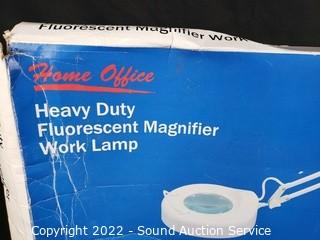 Fluorescent Magnifier Work
Home Office
Heavy Duty
Fluorescent Magnifier
Work Lamp
Copyright 2022 - Sound Auction Service